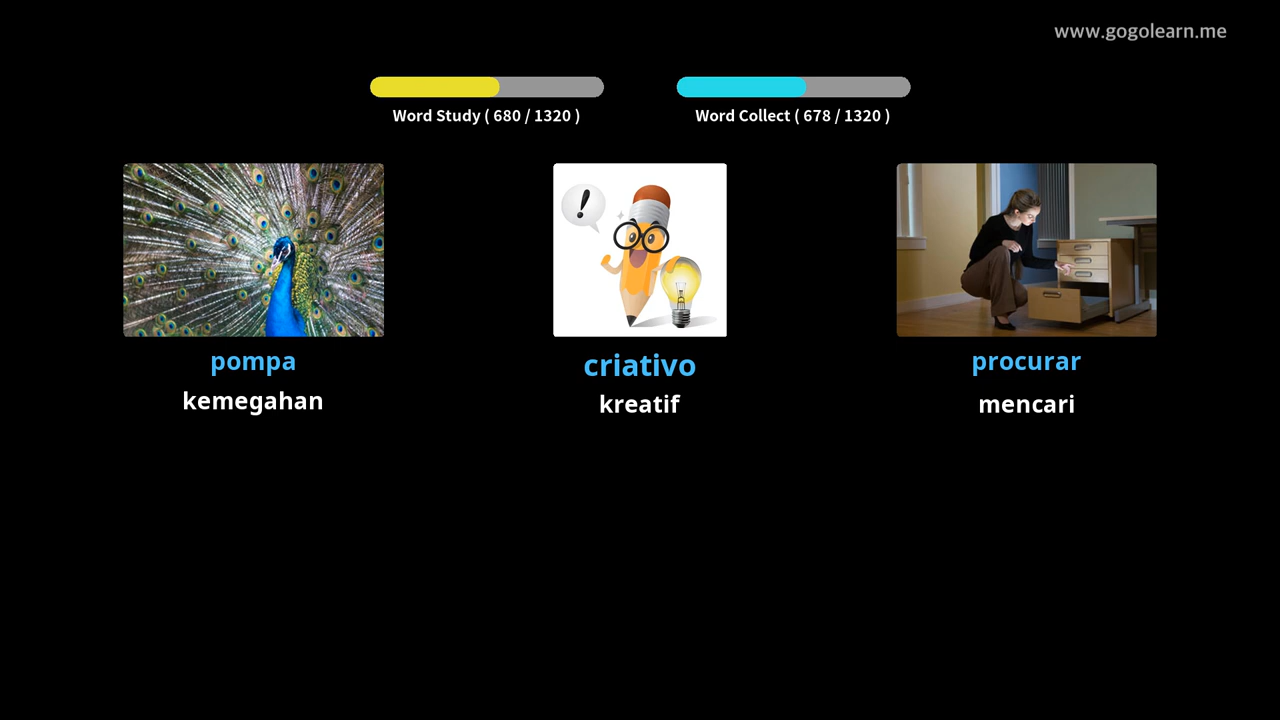 www.gogolearn.me
Word Study ( 680 / 1320 )
Word Collect ( 678 / 1320 )
pompa
criativo
procurar
kemegahan
kreatif
mencari